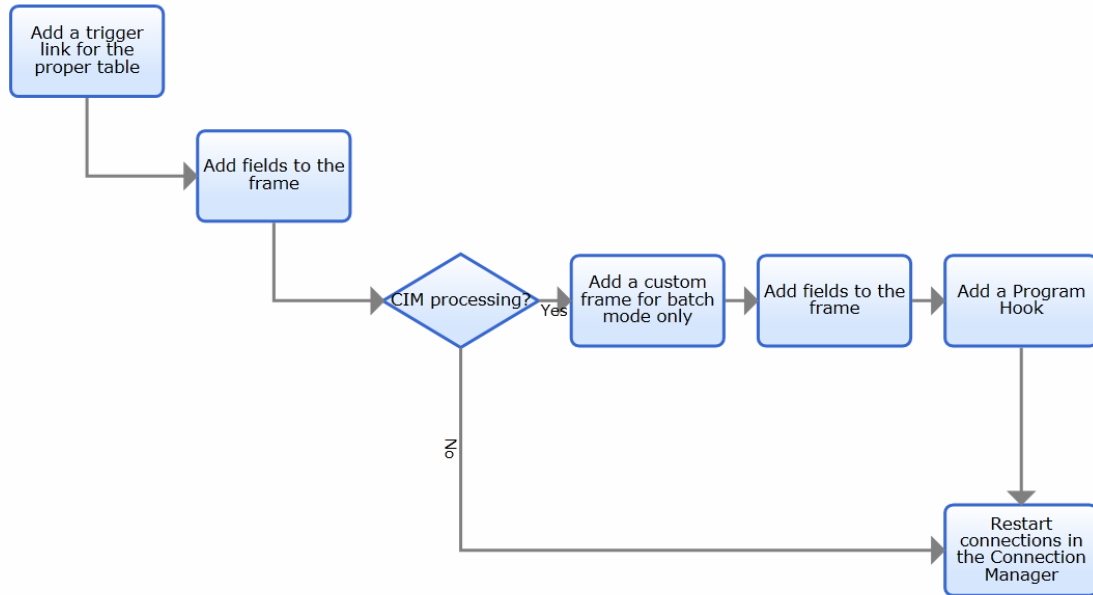 Add a trigger
link for the
proper table
Add fields to the
frame
CIM processing?
Yes
Add a custom
frame for batch
mode only
Add fields to the
frame
Add a Program
Hook
No
Restart
connections in
the Connection
Manager